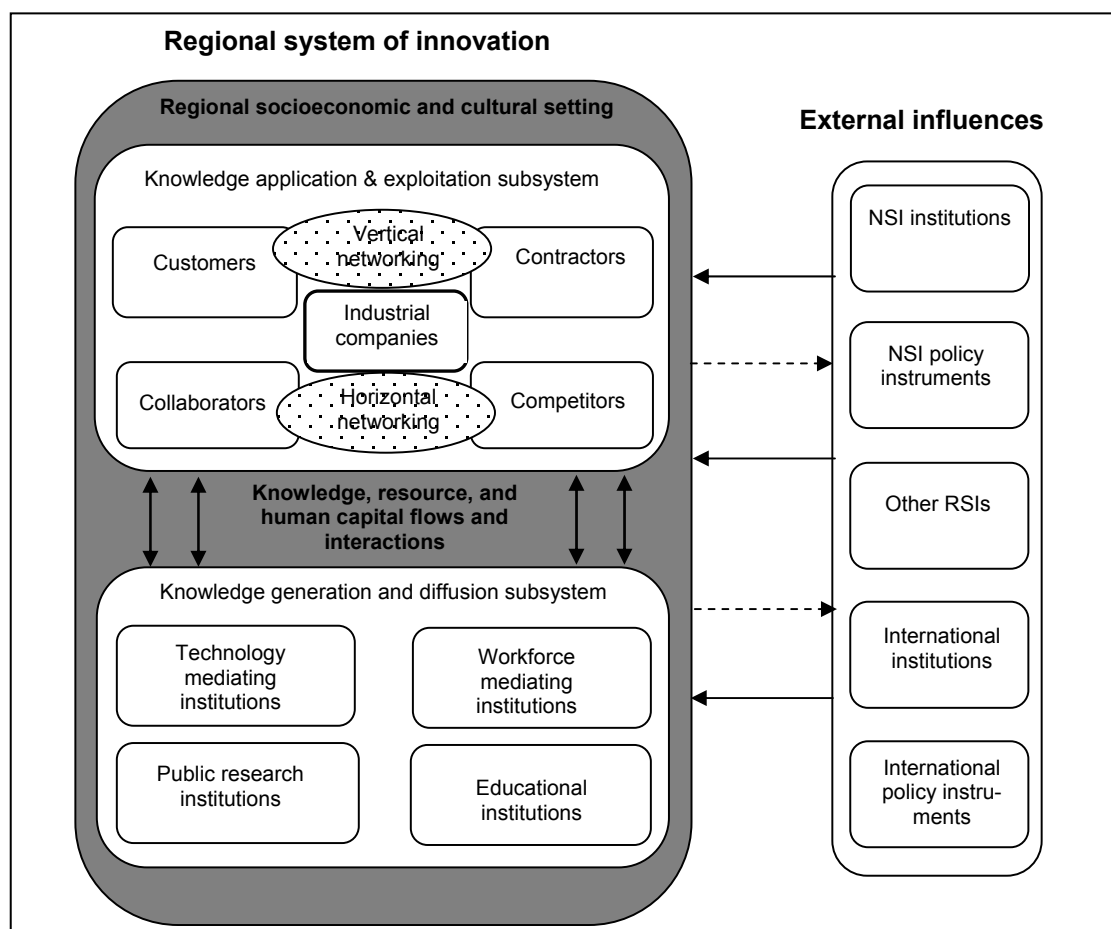 Regional system of innovation
Regional socioeconomic and cultural setting
Knowledge application & exploitation subsystem
Customers
Vertical
networking
Contractors
Industrial
companies
Collaborators
Horizontal
networking
Competitors
Knowledge, resource, and
human capital flows and
interactions
Knowledge generation and diffusion subsystem
Technology
mediating
institutions
Workforce
mediating
institutions
Public research
institutions
Educational
institutions
External influences
NSI institutions
NSI policy
instruments
Other RSIs
International
institutions
International
policy instru-
ments